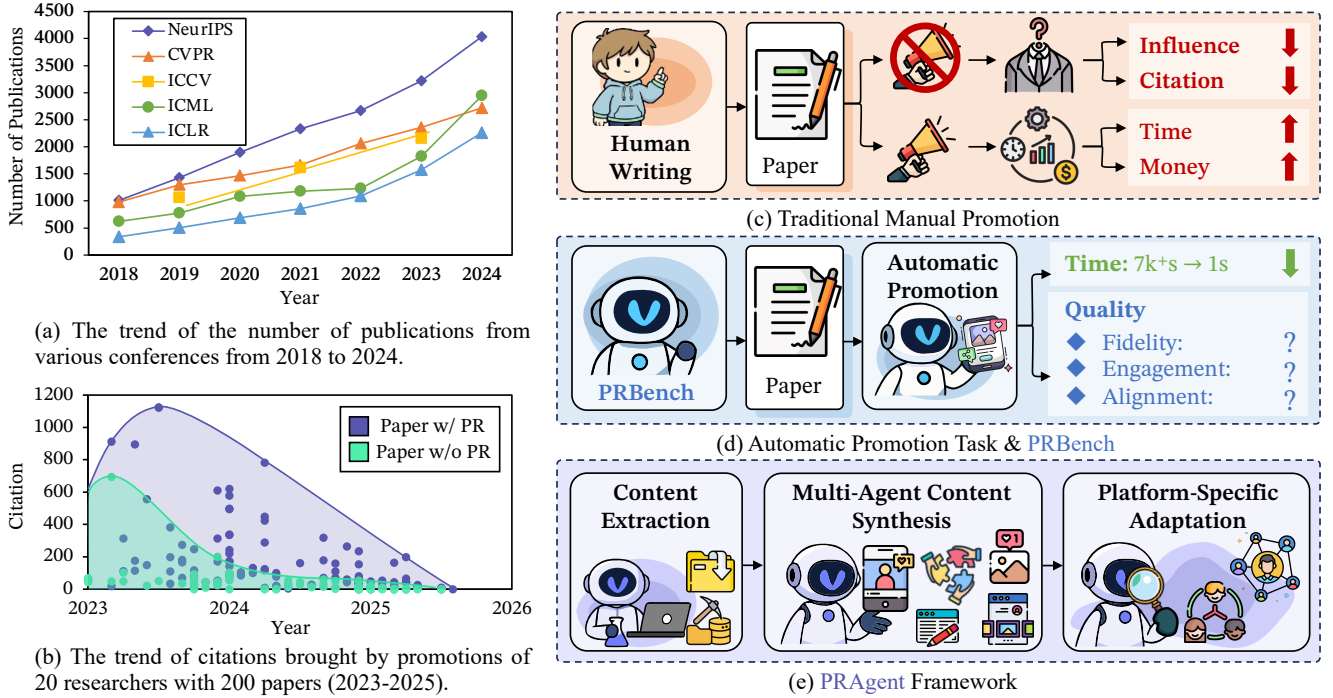 4500
4000
3500
3000
2500
2000
1500
1000
500
0
Number of Publications
NeurIPS
CVPR
ICCV
ICML
ICLR
2018 2019 2020 2021 2022 2023 2024
Year
(a) The trend of the number of publications from
various conferences from 2018 to 2024.
1200
1000
800
600
400
200
0
Citation
Paper w/ PR
Paper w/o PR
2023 2024 2025 2026
Year
(b) The trend of citations brought by promotions of
20 researchers with 200 papers (2023-2025).
Human
Writing
Paper
?
$
Influence
Citation
Time
Money
(c) Traditional Manual Promotion
PRBench
Paper
Automatic
Promotion
Time: 7k⁺s → 1s
Quality
Fidelity: ?
Engagement: ?
Alignment: ?
(d) Automatic Promotion Task & PRBench
Content
Extraction
Multi-Agent Content
Synthesis
1
1
Platform-Specific
Adaptation
(e) PRAgent Framework